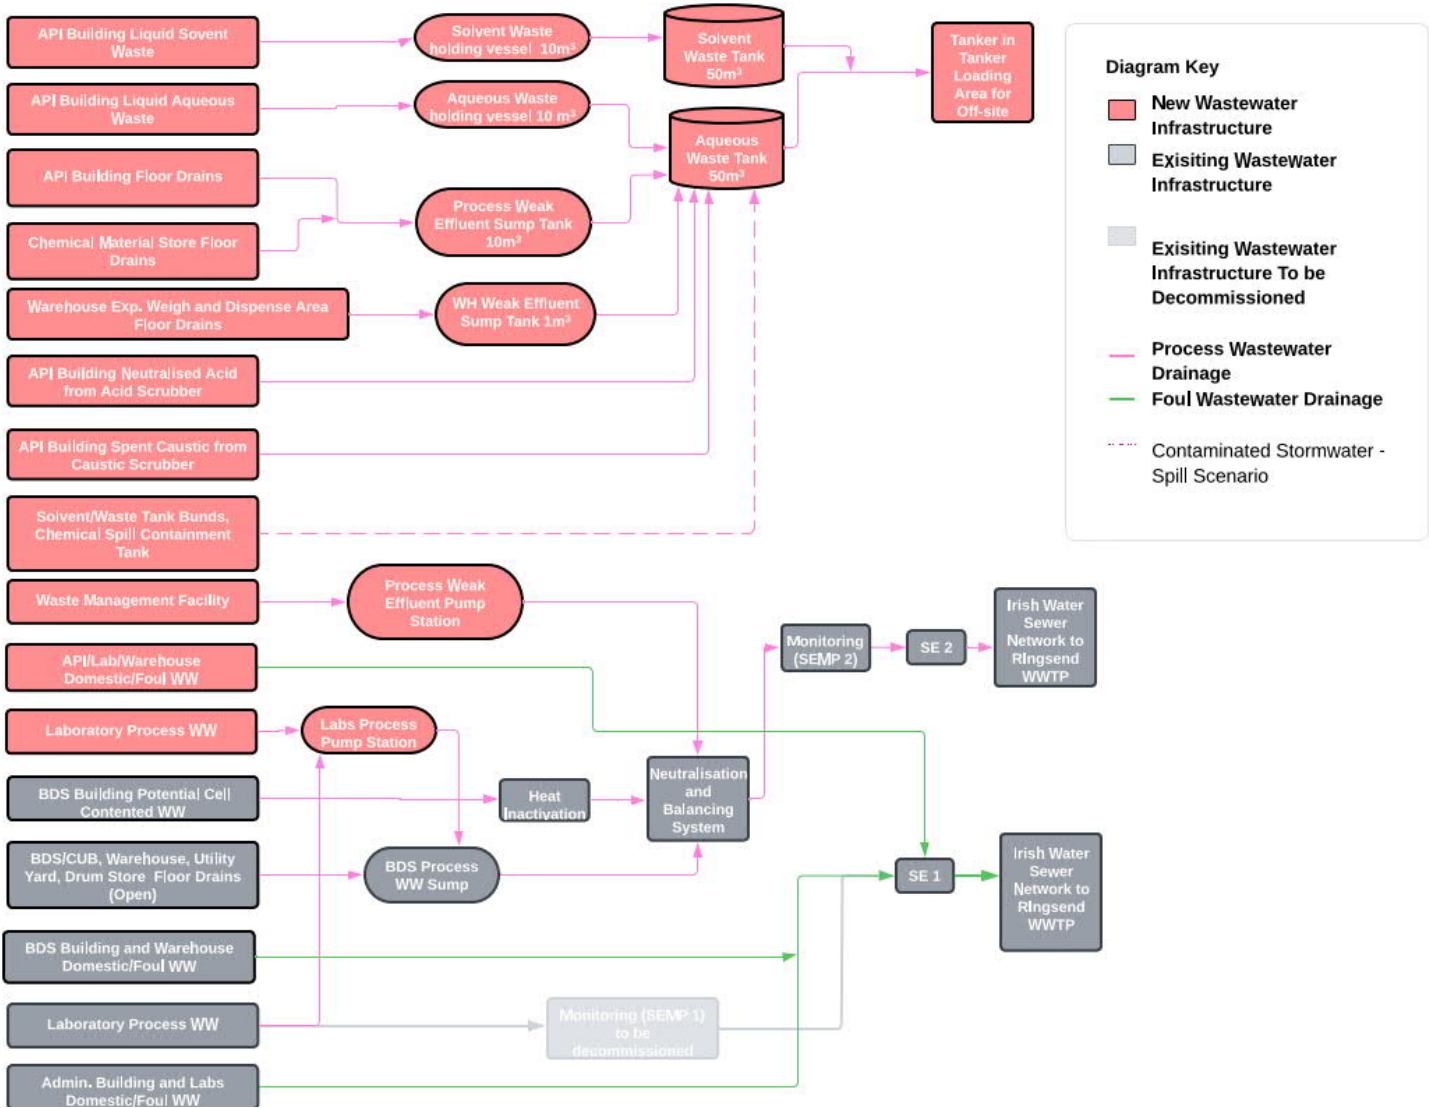 API Building Liquid Sovent
Waste
Solvent Waste
holding vessel 10m³
Solvent
Waste Tank
50m³
Tanker in
Tanker
Loading
Area for
Off-site
API Building Liquid Aqueous
Waste
Aqueous Waste
holding vessel 10 m³
Aqueous
Waste Tank
50m³
API Building Floor Drains
Process Weak
Effluent Sump Tank
10m³
Chemical Material Store Floor
Drains
Warehouse Exp. Weigh and Dispense Area
Floor Drains
WH Weak Effluent
Sump Tank 1m³
API Building Neutralised Acid
from Acid Scrubber
API Building Spent Caustic from
Caustic Scrubber
Solvent/Waste Tank Bunds,
Chemical Spill Containment
Tank
Waste Management Facility
Process Weak
Effluent Pump
Station
API/Lab/Warehouse
Domestic/Foul WW
Monitoring
(SEMP 2)
SE 2
Irish Water
Sewer
Network to
RIngsend
WWTP
Laboratory Process WW
Labs Process
Pump Station
BDS Building Potential Cell
Contented WW
Heat
Inactivation
Neutralisation
and
Balancing
System
BDS/CUB, Warehouse, Utility
Yard, Drum Store Floor Drains
(Open)
BDS Process
WW Sump
SE 1
Irish Water
Sewer
Network to
RIngsend
WWTP
BDS Building and Warehouse
Domestic/Foul WW
Laboratory Process WW
Monitoring (SEMP 1)
to be
decommissioned
Admin. Building and Labs
Domestic/Foul WW
Diagram Key
New Wastewater
Infrastructure
Exisiting Wastewater
Infrastructure
Exisiting Wastewater
Infrastructure To be
Decommissioned
Process Wastewater
Drainage
Foul Wastewater Drainage
Contaminated Stormwater -
Spill Scenario